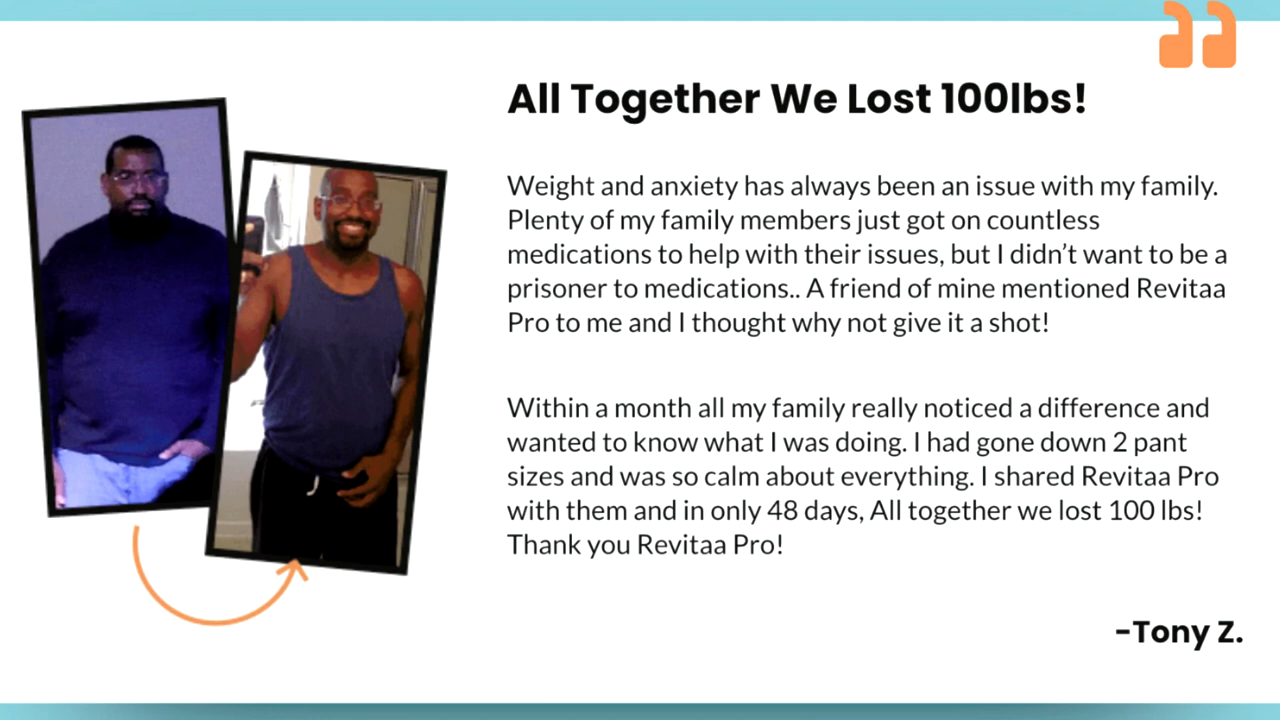 All Together We Lost 100lbs!
Weight and anxiety has always been an issue with my family.
Plenty of my family members just got on countless
medications to help with their issues, but I didn’t want to be a
prisoner to medications.. A friend of mine mentioned Revitaa
Pro to me and I thought why not give it a shot!
Within a month all my family really noticed a difference and
wanted to know what I was doing. I had gone down 2 pant
sizes and was so calm about everything. I shared Revitaa Pro
with them and in only 48 days, All together we lost 100 lbs!
Thank you Revitaa Pro!
-Tony Z.